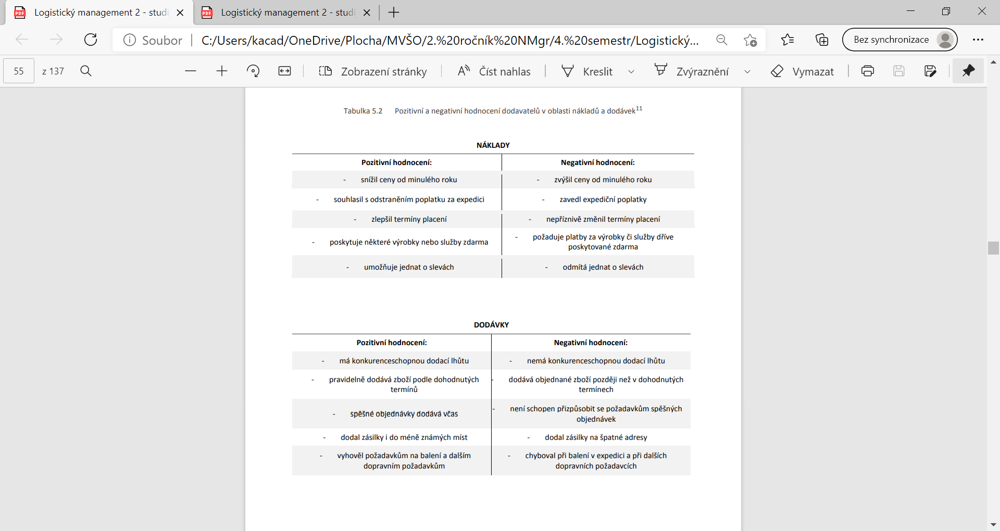 Logistický management 2 - studi
Logistický management 2 - studi
Soubor
C:/Users/kacad/OneDrive/Plocha/MVŠO/2.%20ročník%20NMgr/4.%20semestr/Logistický...
Bez synchronizace
55 z 137
Zobrazení stránky
Číst nahlas
Kreslit
Zvýraznění
Vymazat
Tabulka 5.2 Pozitivní a negativní hodnocení dodavatelů v oblasti nákladů a dodávek11
NÁKLADY
Pozitivní hodnocení: Negativní hodnocení:
- snížil ceny od minulého roku - zvýšil ceny od minulého roku
- souhlasil s odstraněním poplatku za expedici - zavedl expediční poplatky
- zlepšil termíny placení - nepříznivě změnil termíny placení
- poskytuje některé výrobky nebo služby zdarma - požaduje platby za výrobky či služby dříve
poskytované zdarma
- umožňuje jednat o slevách - odmítá jednat o slevách
DODÁVKY
Pozitivní hodnocení: Negativní hodnocení:
- má konkurenceschopnou dodací lhůtu - nemá konkurenceschopnou dodací lhůtu
- pravidelně dodává zboží podle dohodnutých - dodává objednané zboží později než v dohodnutých
termínů termínech
- spěšné objednávky dodává včas - není schopen přizpůsobit se požadavkům spěšných
objednávek
- dodal zásilky i do méně známých míst - dodal zásilky na špatné adresy
- vyhověl požadavkům na balení a dalším - chyboval při balení v expedici a při dalších
dopravním požadavkům dopravních požadavcích